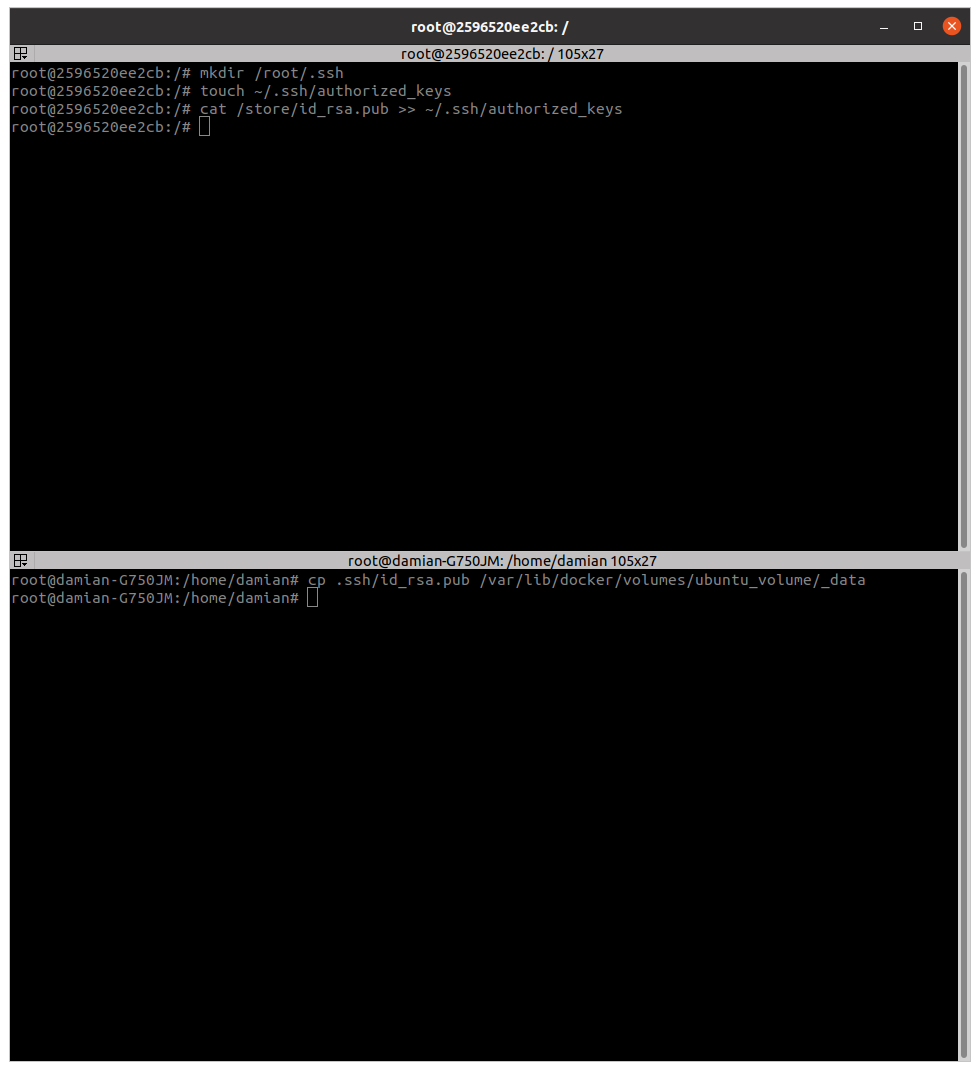 root@2596520ee2cb: /
root@2596520ee2cb: / 105x27
root@2596520ee2cb:/# mkdir /root/.ssh
root@2596520ee2cb:/# touch ~/.ssh/authorized_keys
root@2596520ee2cb:/# cat /store/id_rsa.pub >> ~/.ssh/authorized_keys
root@2596520ee2cb:/#
root@damian-G750JM: /home/damian 105x27
root@damian-G750JM:/home/damian# cp .ssh/id_rsa.pub /var/lib/docker/volumes/ubuntu_volume/_data
root@damian-G750JM:/home/damian#